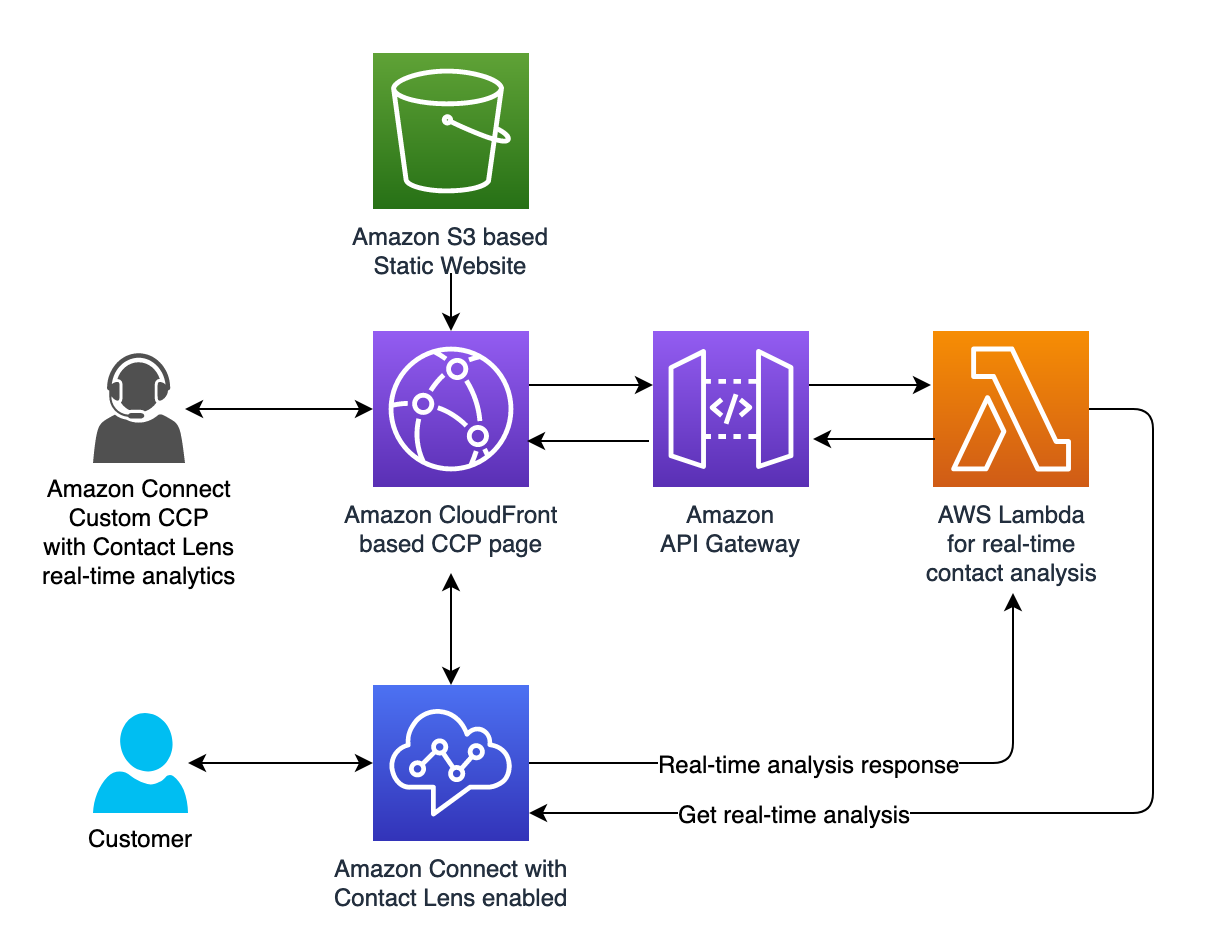 Amazon S3 based
Static Website
Amazon Connect
Custom CCP
with Contact Lens
real-time analytics
Amazon CloudFront
based CCP page
</>
Amazon
API Gateway
AWS Lambda
for real-time
contact analysis
Customer
Real-time analysis response
Get real-time analysis
Amazon Connect with
Contact Lens enabled